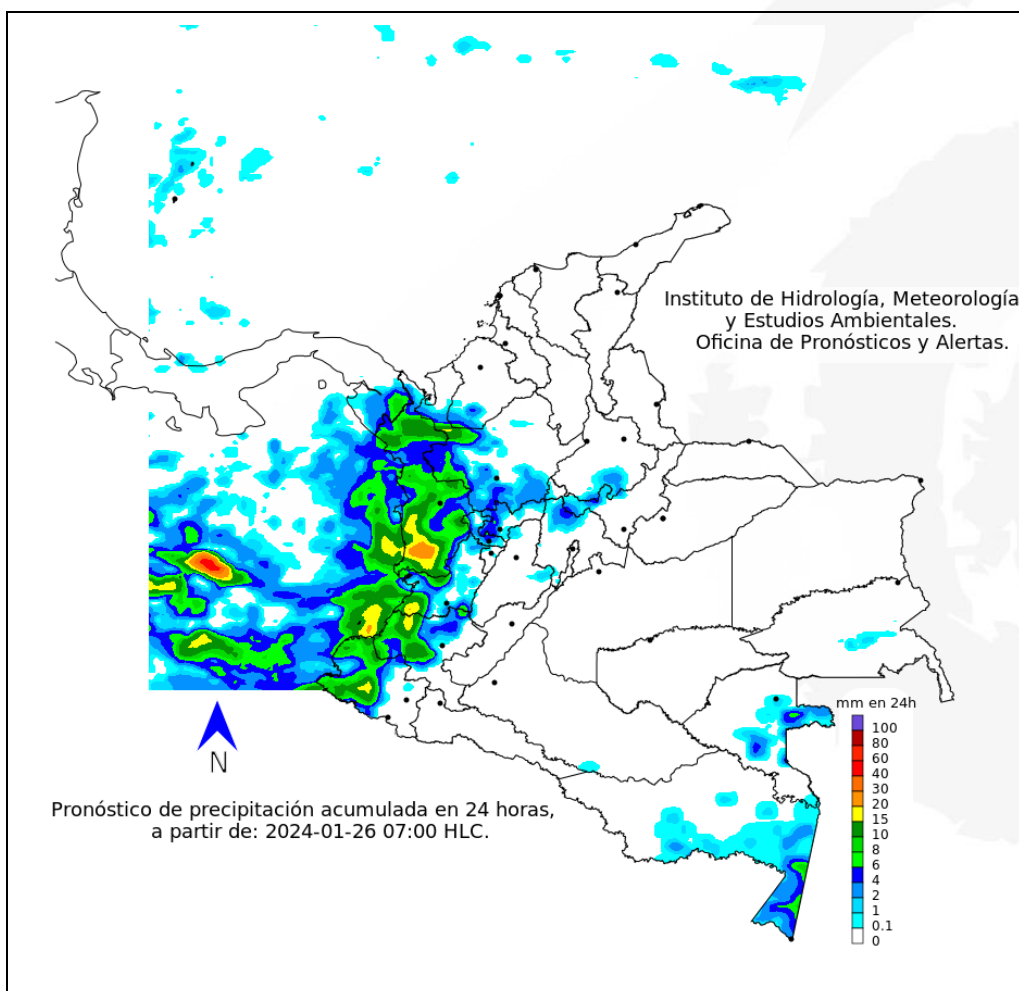 Instituto de Hidrología, Meteorología
y Estudios Ambientales.
Oficina de Pronósticos y Alertas.
mm en 24h
100
80
60
40
30
20
15
10
8
6
4
2
1
0.1
0
N
Pronóstico de precipitación acumulada en 24 horas,
a partir de: 2024-01-26 07:00 HLC.